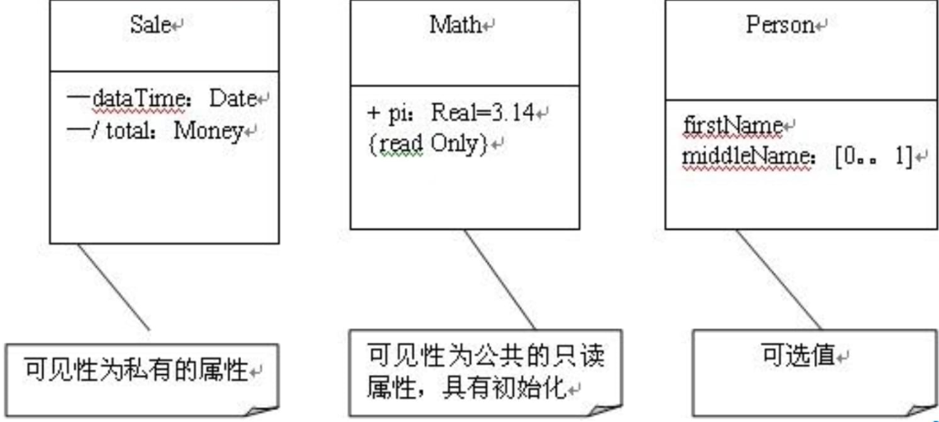 Sale
—dataTime：Date
—/ total：Money
Math
+ pi：Real=3.14
{read Only}
Person
firstName
middleName：[0。。1]
可见性为私有的属性
可见性为公共的只读
属性，具有初始化
可选值